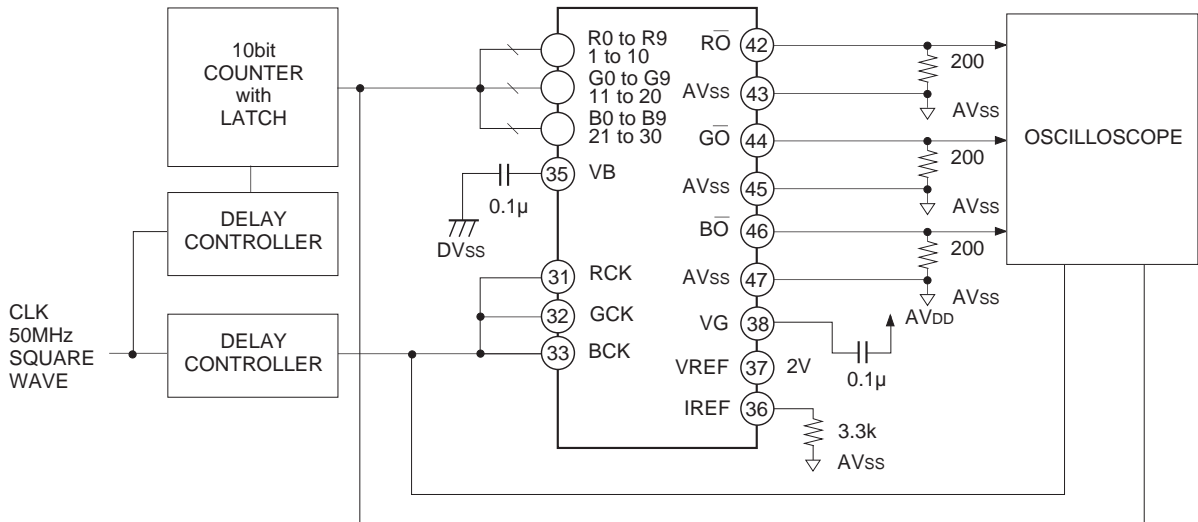 10bit
COUNTER
with
LATCH
DELAY
CONTROLLER
CLK
50MHz
SQUARE
WAVE
DELAY
CONTROLLER
R0 to R9
1 to 10
G0 to G9
11 to 20
B0 to B9
21 to 30
35 VB
0.1μ
DVss
31 RCK
32 GCK
33 BCK
RO̅ 42
AVss 43
GO̅ 44
AVss 45
BO̅ 46
AVss 47
VG 38
VREF 37 2V
IREF 36
200
AVss
200
AVss
200
AVss
AVDD
0.1μ
3.3k
AVss
OSCILLOSCOPE